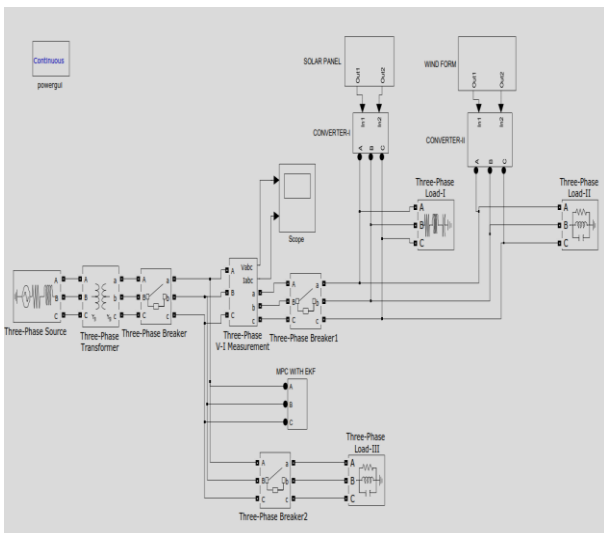 Continuous
powergui
SOLAR PANEL
Out1
Out2
WIND FORM
Out1
Out2
In1
In2
CONVERTER-I
A
B
C
In1
In2
CONVERTER-II
A
B
C
Scope
Three-Phase
Load-I
A
B
C
Three-Phase
Load-II
A
B
C
A
B
C
Three-Phase Source
A
B
C
a
b
c
Three-Phase
Transformer
A
B
C
a
b
c
Three-Phase Breaker
A
B
C
Vabc
Iabc
a
b
c
Three-Phase
V-I Measurement
A
B
C
a
b
c
Three-Phase Breaker1
MPC WITH EKF
A
B
C
A
B
C
a
b
c
Three-Phase Breaker2
Three-Phase
Load-III
A
B
C